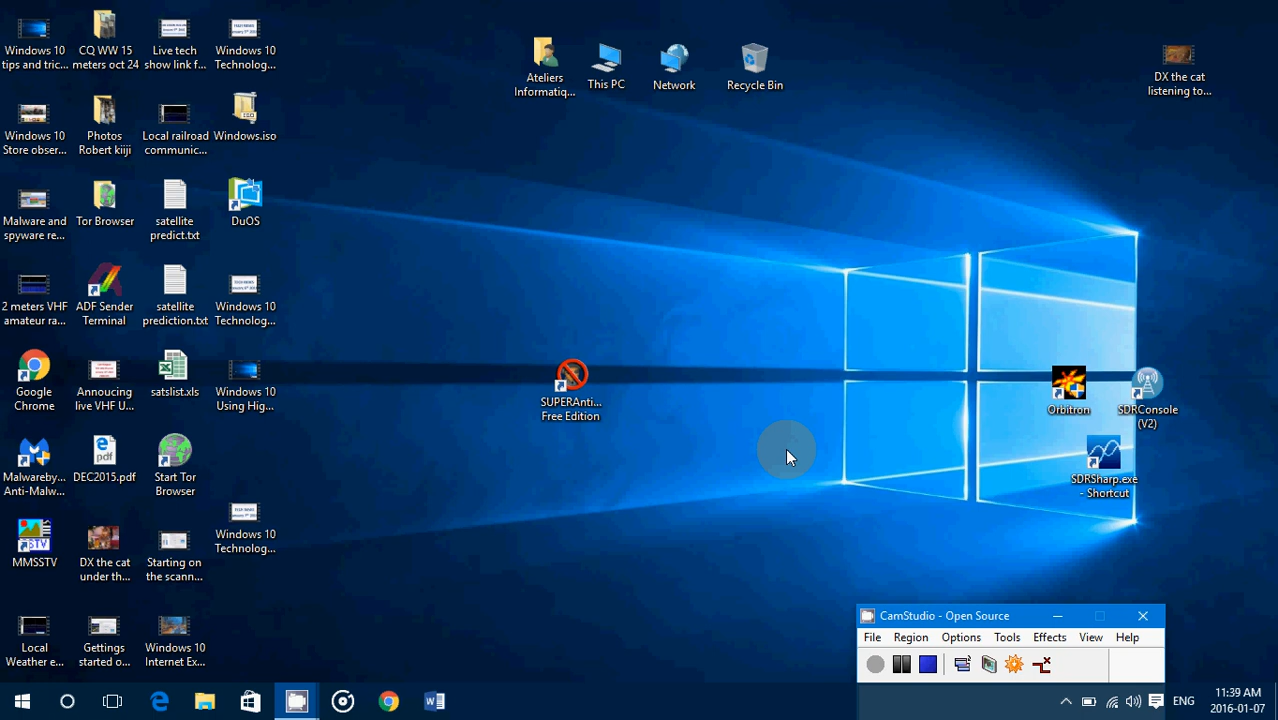 Windows 10
tips and tric...
CQ WW 15
meters oct 24
Live tech
show link f...
Windows 10
Technolog...
Ateliers
Informatiq...
This PC
Network
Recycle Bin
DX the cat
listening to...
Windows 10
Store obser...
Photos
Robert kiiji
Local railroad
communic...
Windows.iso
Malware and
spyware re...
Tor Browser
satellite
predict.txt
DuOS
2 meters VHF
amateur ra...
ADF Sender
Terminal
satellite
prediction.txt
Windows 10
Technolog...
Google
Chrome
Annoucing
live VHF U...
satslist.xls
Windows 10
Using Hig...
SUPERAnti...
Free Edition
Orbitron
SDRConsole
(V2)
Malwareby...
Anti-Malw...
DEC2015.pdf
Start Tor
Browser
SDRSharp.exe
- Shortcut
MMSSTV
DX the cat
under th...
Starting on
the scann...
Windows 10
Technolog...
Local
Weather e...
Gettings
started o...
Windows 10
Internet Ex...
CamStudio - Open Source
File Region Options Tools Effects View Help
ENG
11:39 AM
2016-01-07